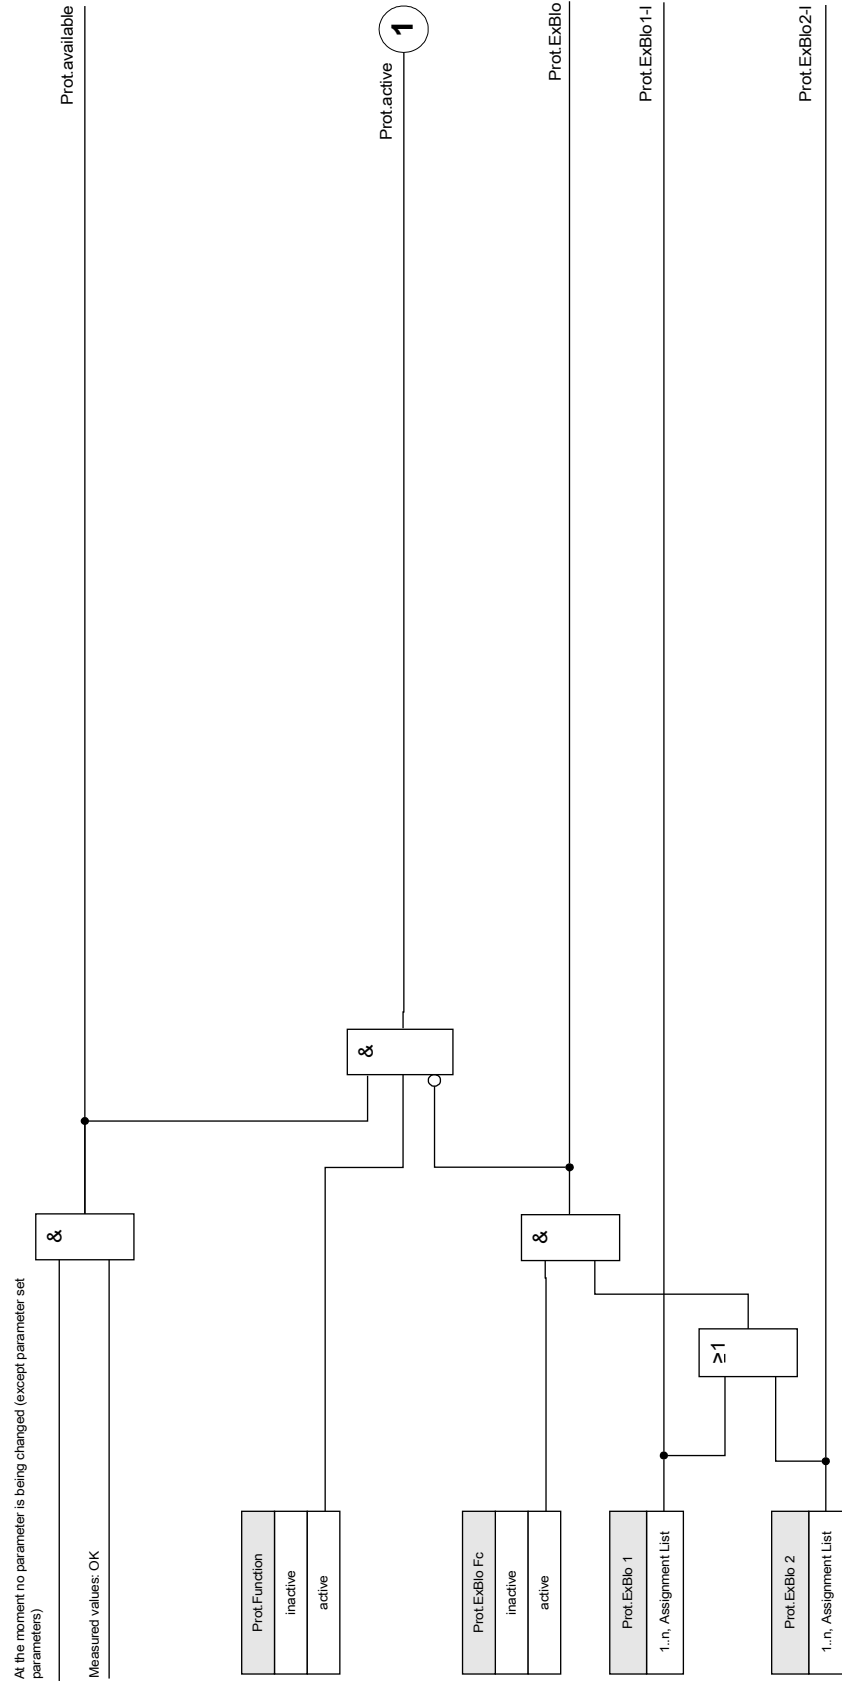 Prot.available
Prot.active
1
Prot.ExBlo
Prot.ExBlo1-I
Prot.ExBlo2-I
&
&
&
≥1
At the moment no parameter is being changed (except parameter set
parameters)
Measured values: OK
Prot.Function
inactive
active
Prot.ExBlo Fc
inactive
active
Prot.ExBlo 1
1..n, Assignment List
Prot.ExBlo 2
1..n, Assignment List